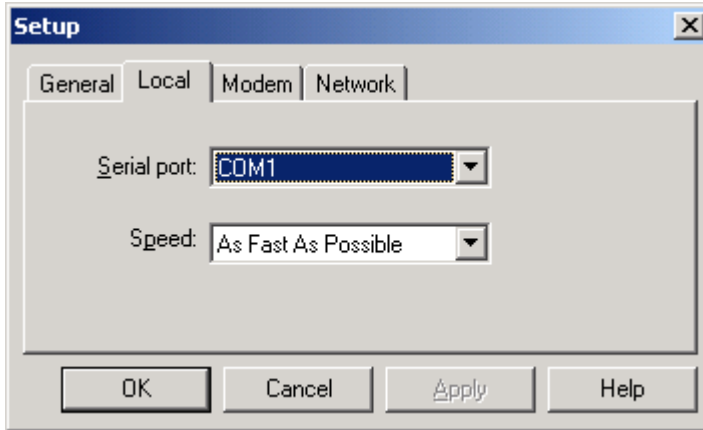 Setup
General Local Modem Network
Serial port: COM1
Speed: As Fast As Possible
OK Cancel Apply Help